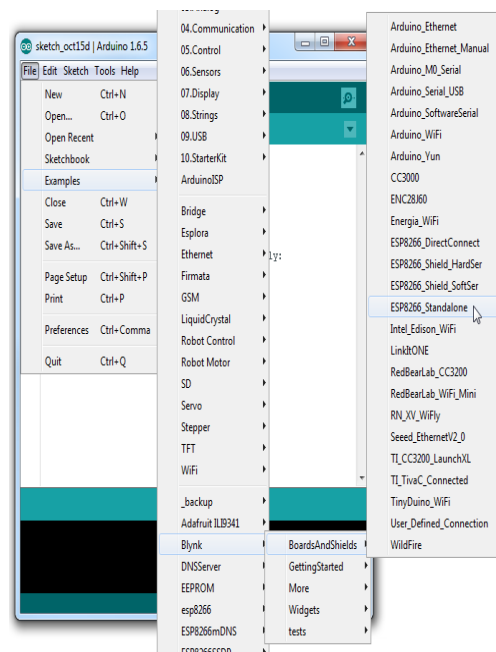 sketch_oct15d | Arduino 1.6.5
File Edit Sketch Tools Help
New Ctrl+N
Open... Ctrl+O
Open Recent
Sketchbook
Examples
Close Ctrl+W
Save Ctrl+S
Save As... Ctrl+Shift+S
Page Setup Ctrl+Shift+P
Print Ctrl+P
Preferences Ctrl+Comma
Quit Ctrl+Q
04.Communication
05.Control
06.Sensors
07.Display
08.Strings
09.USB
10.StarterKit
ArduinoISP
Bridge
Esplora
Ethernet
Firmata
GSM
LiquidCrystal
Robot Control
Robot Motor
SD
Servo
Stepper
TFT
WiFi
_backup
Adafruit ILI9341
Blynk
DNSServer
EEPROM
esp8266
ESP8266mDNS
ly:
BoardsAndShields
GettingStarted
More
Widgets
tests
Arduino_Ethernet
Arduino_Ethernet_Manual
Arduino_M0_Serial
Arduino_Serial_USB
Arduino_SoftwareSerial
Arduino_WiFi
Arduino_Yun
CC3000
ENC28J60
Energia_WiFi
ESP8266_DirectConnect
ESP8266_Shield_HardSer
ESP8266_Shield_SoftSer
ESP8266_Standalone
Intel_Edison_WiFi
LinkItONE
RedBearLab_CC3200
RedBearLab_WiFi_Mini
RN_XV_WiFly
Seeed_EthernetV2_0
TI_CC3200_LaunchXL
TI_TivaC_Connected
TinyDuino_WiFi
User_Defined_Connection
WildFire